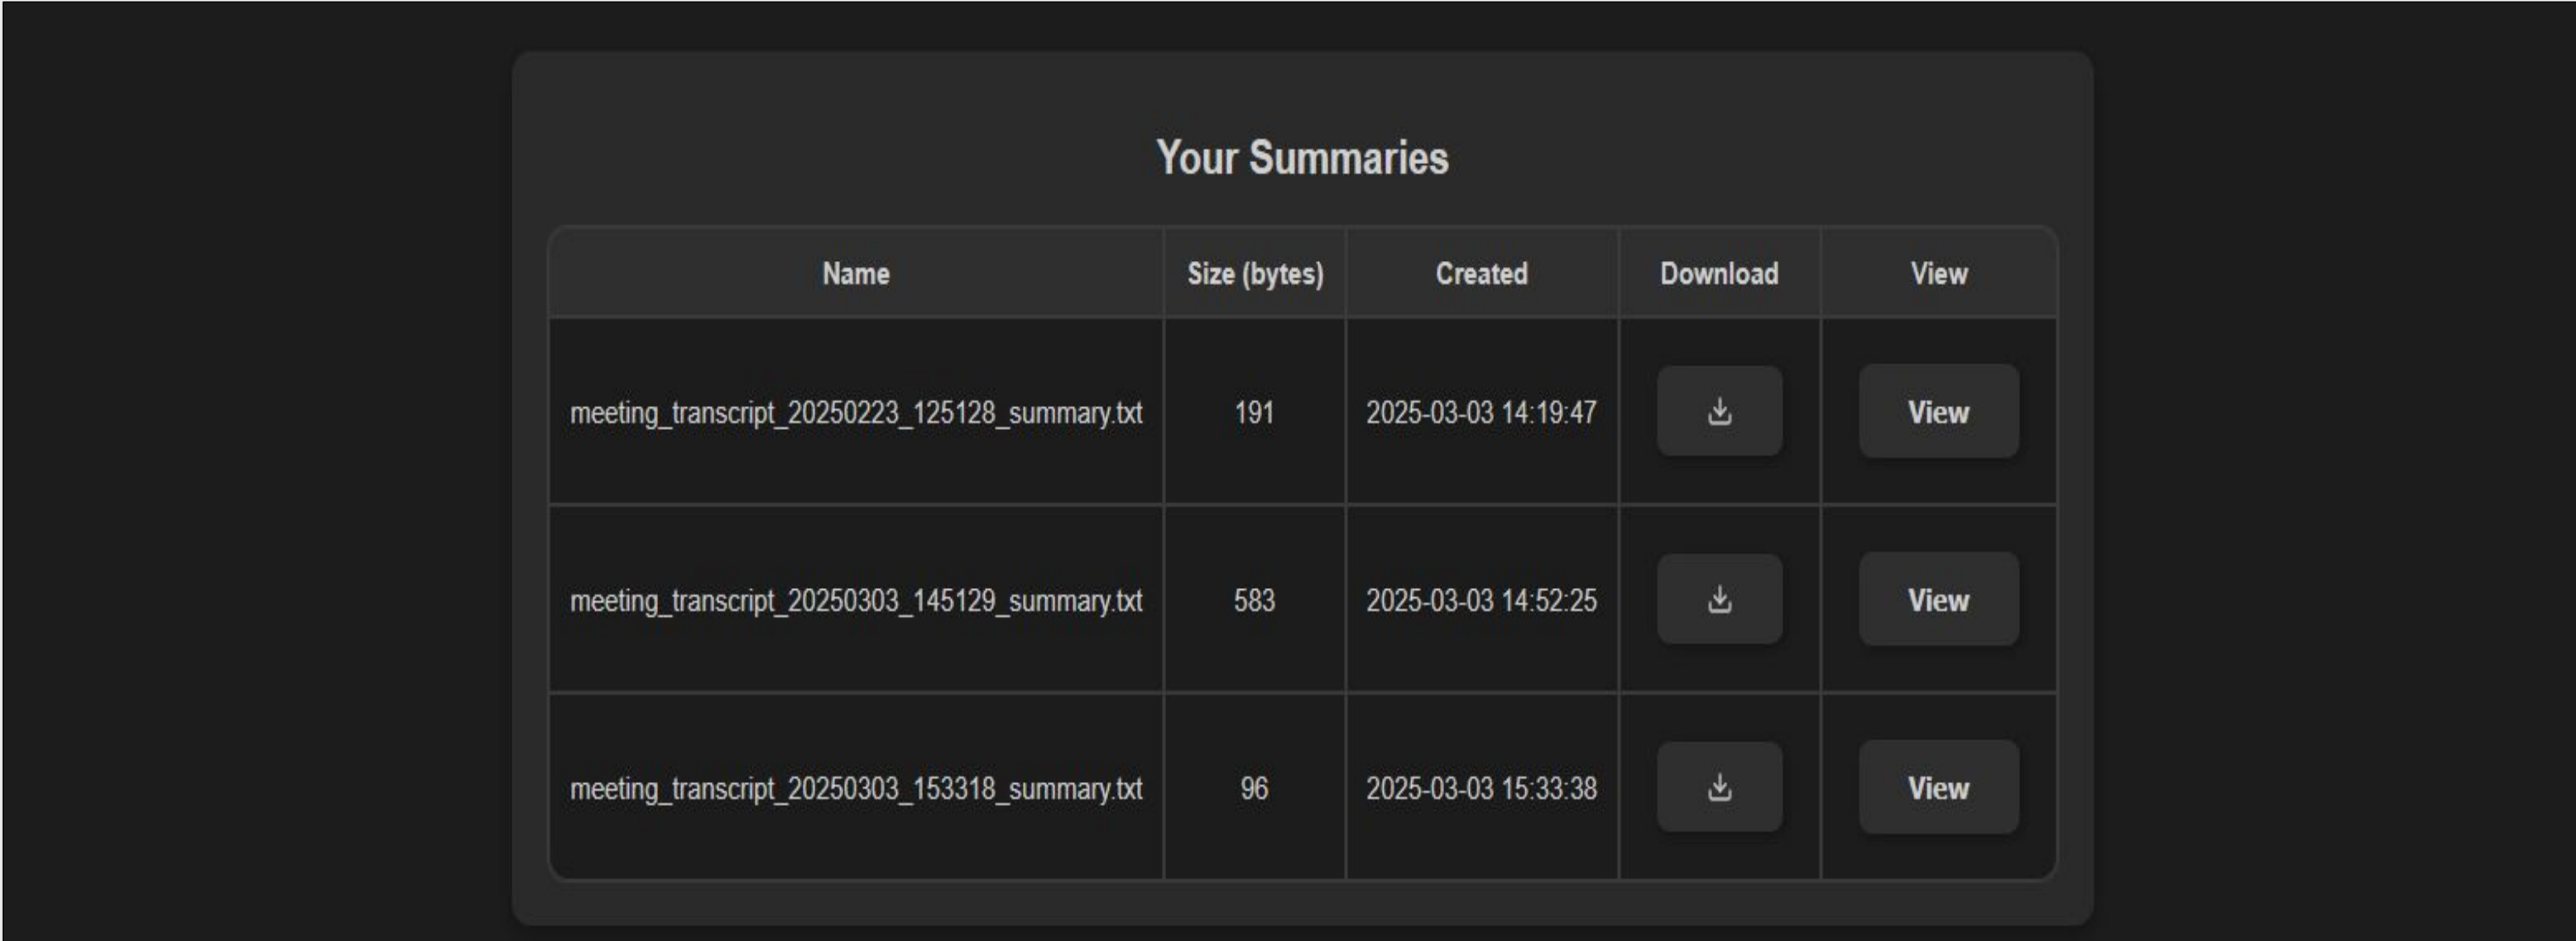 Your Summaries
Name Size (bytes) Created Download View
meeting_transcript_20250223_125128_summary.txt 191 2025-03-03 14:19:47 View
meeting_transcript_20250303_145129_summary.txt 583 2025-03-03 14:52:25 View
meeting_transcript_20250303_153318_summary.txt 96 2025-03-03 15:33:38 View